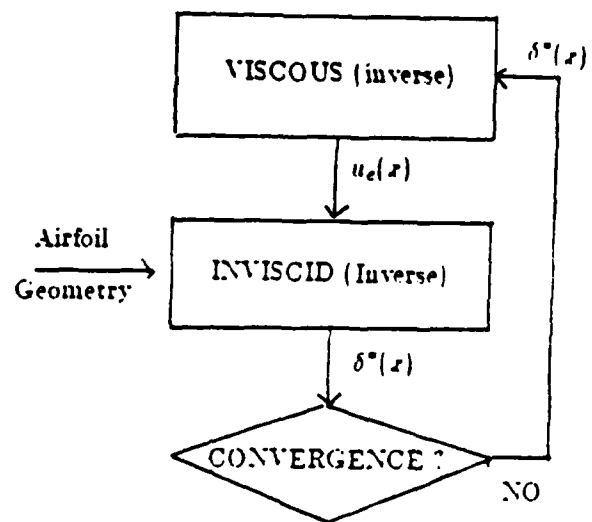 δ*(x)
VISCOUS (inverse)
u_e(x)
Airfoil
INVISCID (Inverse)
Geometry
δ*(x)
CONVERGENCE ?
NO